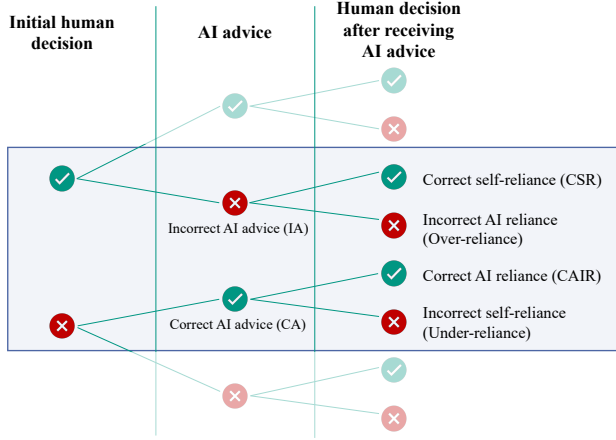 Initial human
decision
AI advice
Human decision
after receiving
AI advice
Correct self-reliance (CSR)
Incorrect AI advice (IA)
Incorrect AI reliance
(Over-reliance)
Correct AI reliance (CAIR)
Correct AI advice (CA)
Incorrect self-reliance
(Under-reliance)